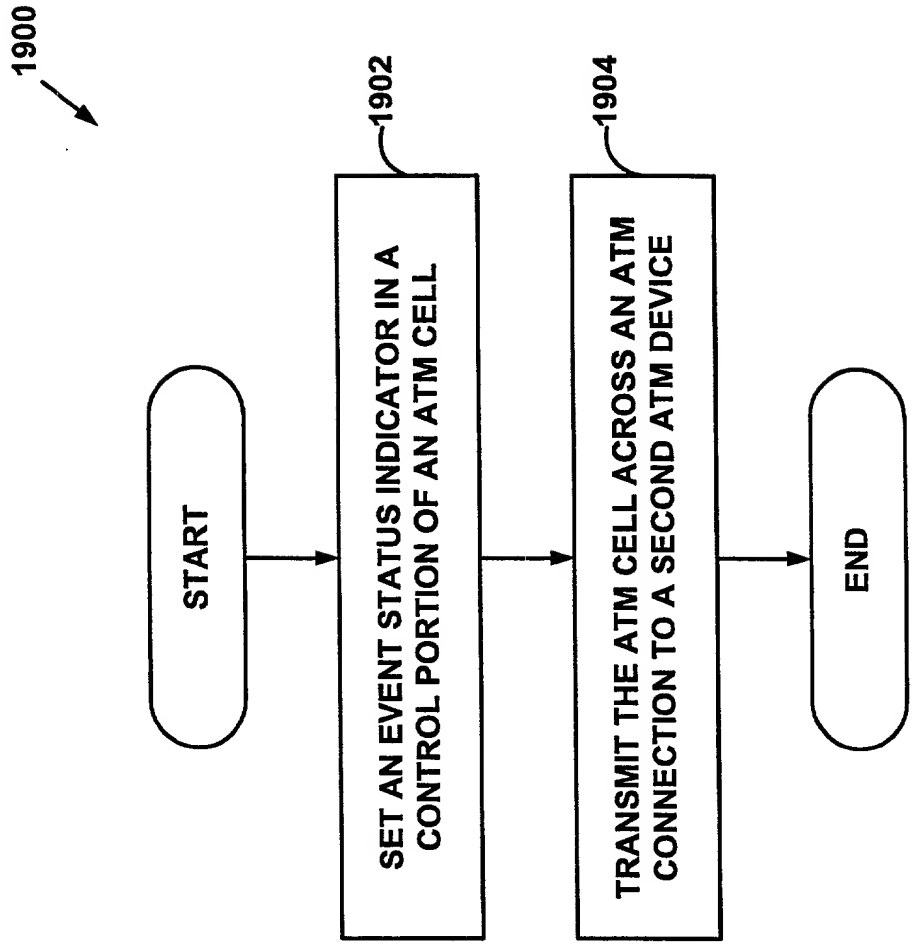 1900
START
SET AN EVENT STATUS INDICATOR IN A
CONTROL PORTION OF AN ATM CELL
1902
TRANSMIT THE ATM CELL ACROSS AN ATM
CONNECTION TO A SECOND ATM DEVICE
1904
END